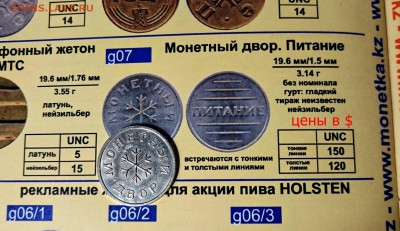 UNC
14
UNC
14
фонный жетон
МТС
g07
Монетный двор. Питание
19.6 мм/1.76 мм
3.55 г
латунь,
нейзильбер
UNC
латунь 5
нейзильбер 15
МОНЕТНЫЙ
ПИТАНИЕ
МОНЕТНЫЙ
ДВОР
встречаются с тонкими
и толстыми линиями
19.6 мм/1.5 мм
3.14 г
без номинала
гурт: гладкий
тираж неизвестен
нейзильбер
цены в $
UNC
тонкие линии 150
толстые линии 120
рекламные для акции пива HOLSTEN
g06/1
g06/2
g06/3
www.monetka.kz